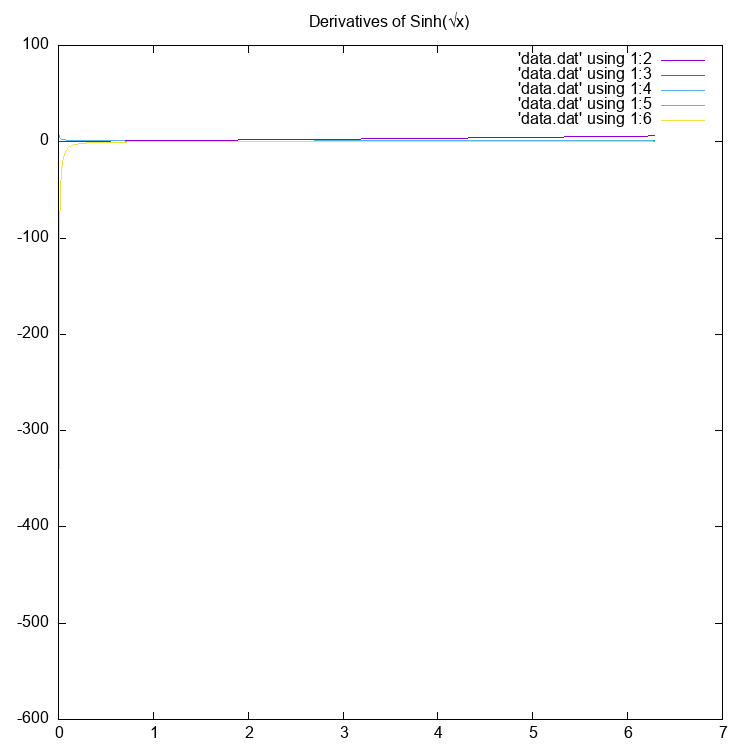 Derivatives of Sinh(√x)
100
'data.dat' using 1:2
'data.dat' using 1:3
'data.dat' using 1:4
'data.dat' using 1:5
'data.dat' using 1:6
0
-100
-200
-300
-400
-500
-600
0 1 2 3 4 5 6 7